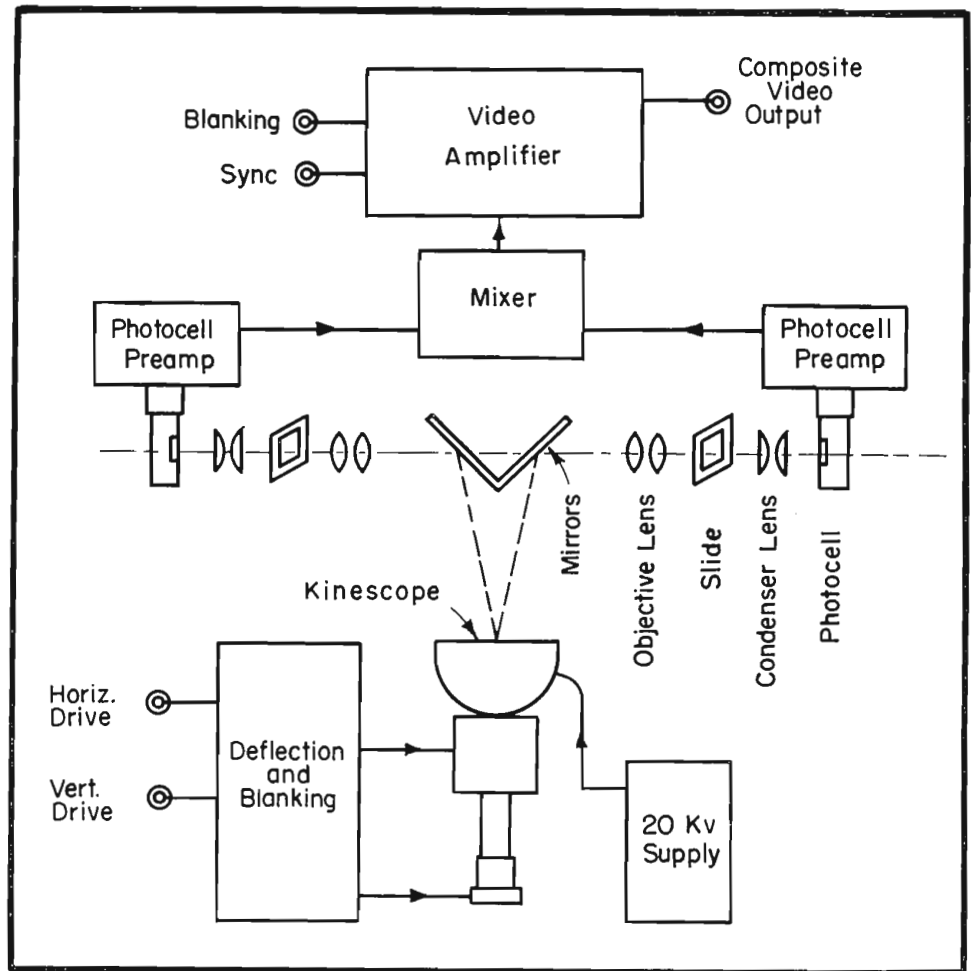 Composite
Video
Output
Blanking
Sync
Video
Amplifier
Mixer
Photocell
Preamp
Photocell
Preamp
Mirrors
Objective Lens
Slide
Condenser Lens
Photocell
Kinescope
Horiz.
Drive
Vert.
Drive
Deflection
and
Blanking
20 Kv
Supply